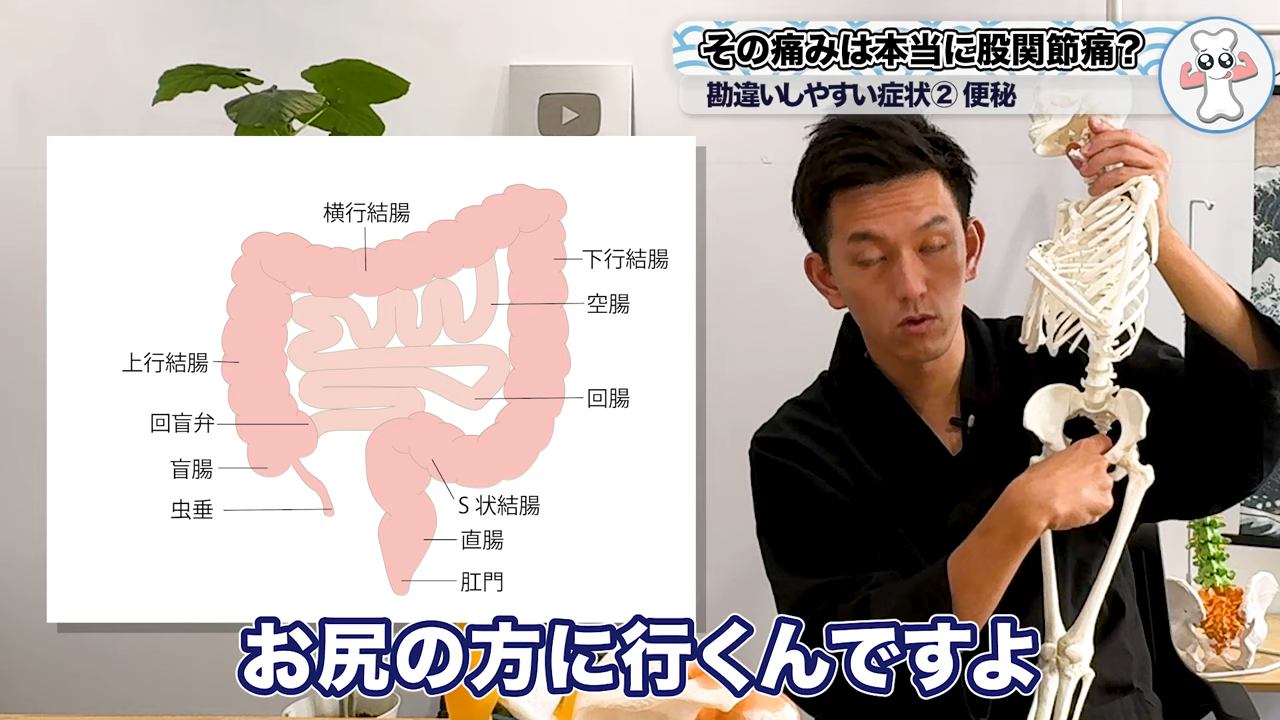 その痛みは本当に股関節痛?
勘違いしやすい症状② 便秘
横行結腸
下行結腸
空腸
上行結腸
回腸
回盲弁
盲腸
S状結腸
虫垂
直腸
肛門
お尻の方に行くんですよ